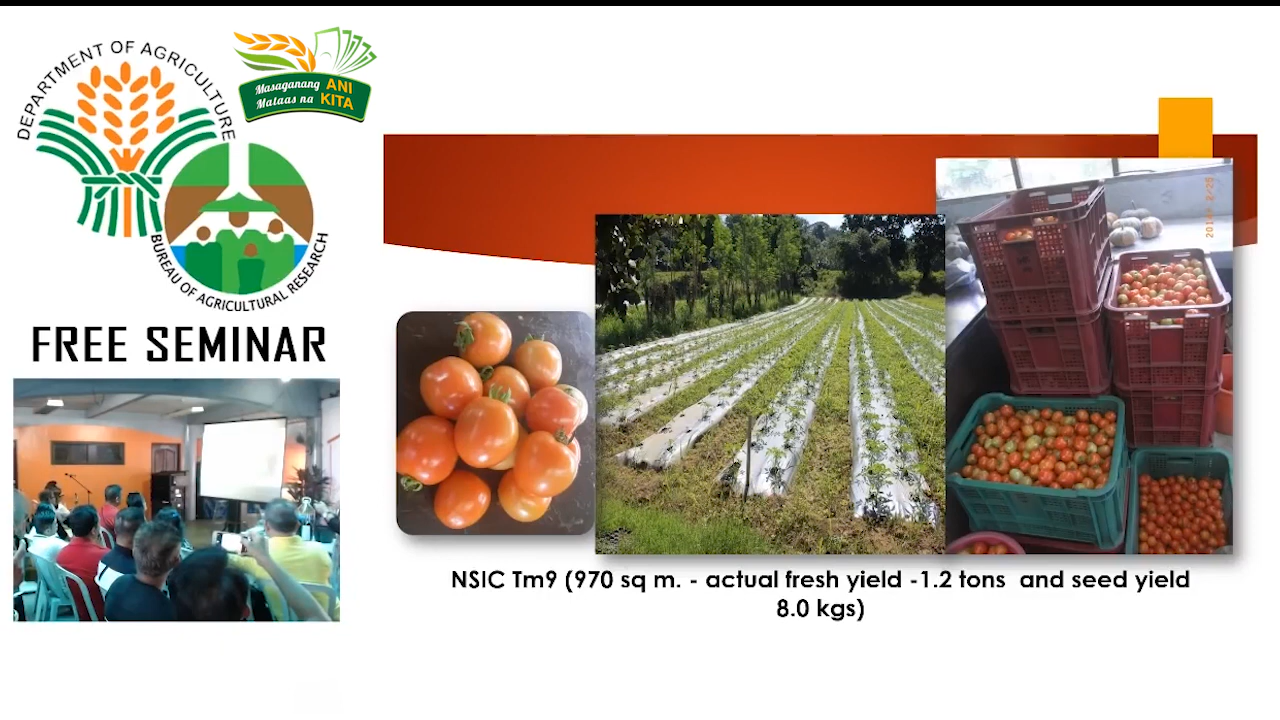 DEPARTMENT OF AGRICULTURE
Masaganang ANI
Mataas na KITA
BUREAU OF AGRICULTURAL RESEARCH
FREE SEMINAR
NSIC Tm9 (970 sq m. - actual fresh yield -1.2 tons and seed yield
8.0 kgs)